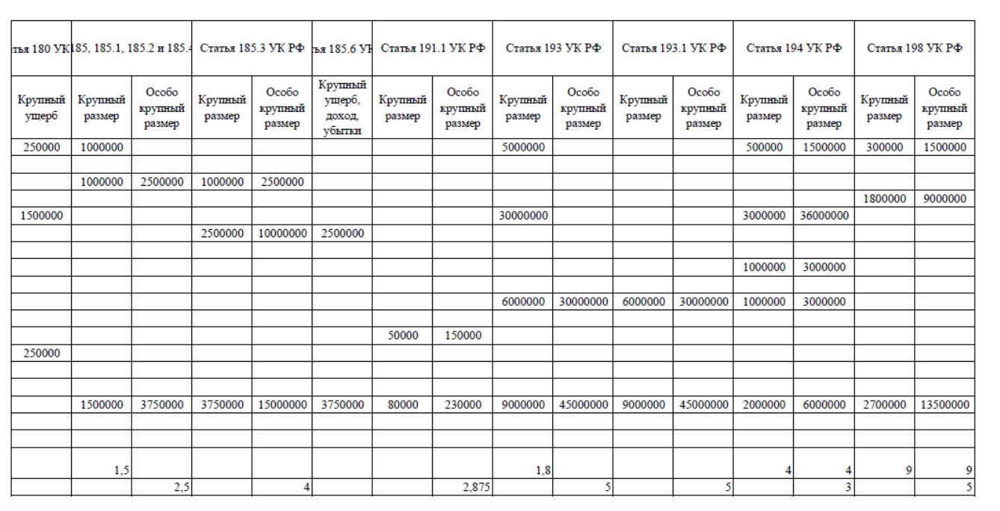 тья 180 УК 185, 185.1, 185.2 и 185.4 Статья 185.3 УК РФ тья 185.6 УК Статья 191.1 УК РФ Статья 193 УК РФ Статья 193.1 УК РФ Статья 194 УК РФ Статья 198 УК РФ
Крупный ущерб Крупный размер Особо крупный размер Крупный размер Особо крупный размер Крупный ущерб, доход, убытки Крупный размер Особо крупный размер Крупный размер Особо крупный размер Крупный размер Особо крупный размер Крупный размер Особо крупный размер Крупный размер Особо крупный размер
250000 1000000 5000000 500000 1500000 300000 1500000
1000000 2500000 1000000 2500000
1800000 9000000
1500000 30000000 3000000 36000000
2500000 10000000 2500000
1000000 3000000
6000000 30000000 6000000 30000000 1000000 3000000
50000 150000
250000
1500000 3750000 3750000 15000000 3750000 80000 230000 9000000 45000000 9000000 45000000 2000000 6000000 2700000 13500000
1,5 1,8 4 4 9 9
2,5 4 2,875 5 5 3 5